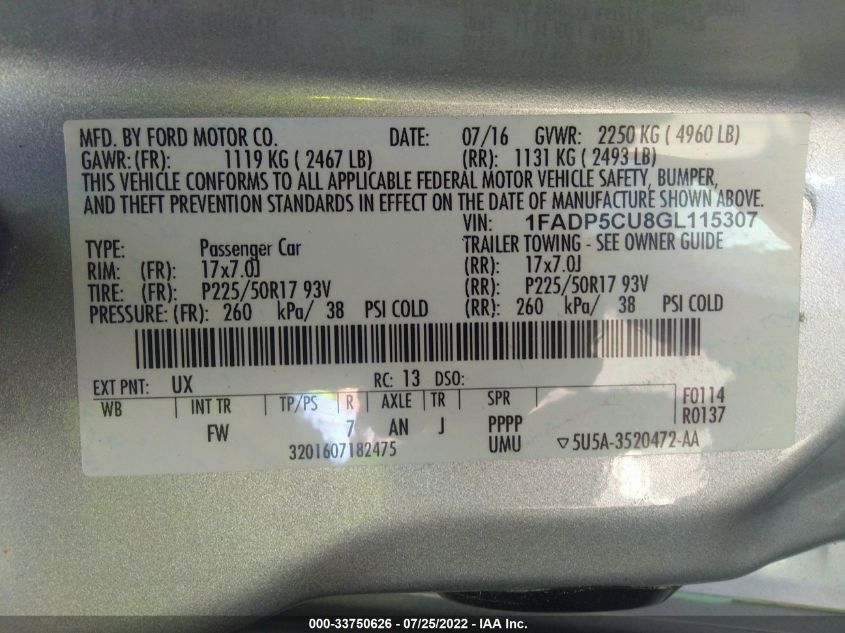 MFD. BY FORD MOTOR CO. DATE: 07/16 GVWR: 2250 KG ( 4960 LB)
GAWR: (FR): 1119 KG ( 2467 LB) (RR): 1131 KG ( 2493 LB)
THIS VEHICLE CONFORMS TO ALL APPLICABLE FEDERAL MOTOR VEHICLE SAFETY, BUMPER,
AND THEFT PREVENTION STANDARDS IN EFFECT ON THE DATE OF MANUFACTURE SHOWN ABOVE.
VIN: 1FADP5CU8GL115307
TYPE: Passenger Car TRAILER TOWING - SEE OWNER GUIDE
RIM: (FR): 17x7.0J (RR): 17x7.0J
TIRE: (FR): P225/50R17 93V (RR): P225/50R17 93V
PRESSURE: (FR): 260 kPa/ 38 PSI COLD (RR): 260 kPa/ 38 PSI COLD
EXT PNT: UX RC: 13 DSO:
WB INT TR TP/PS R AXLE TR SPR F0114
R0137
FW 7 AN J PPPP
3201607182475 UMU ▽5U5A-3520472-AA
000-33750626 - 07/25/2022 - IAA Inc.